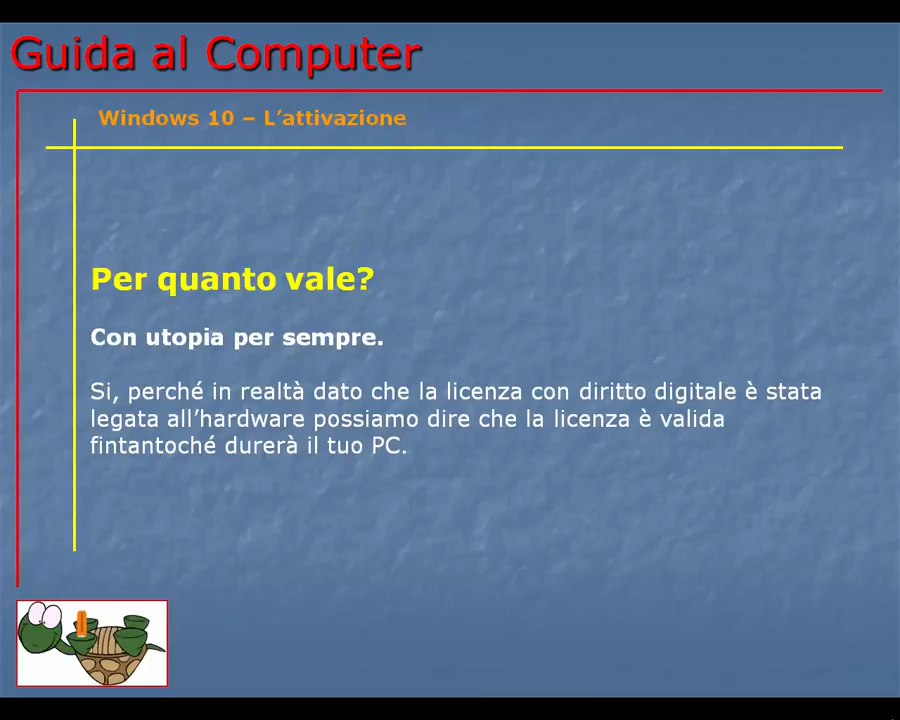 Guida al Computer
Windows 10 – L’attivazione
Per quanto vale?
Con utopia per sempre.
Si, perché in realtà dato che la licenza con diritto digitale è stata
legata all’hardware possiamo dire che la licenza è valida
fintantoché durerà il tuo PC.